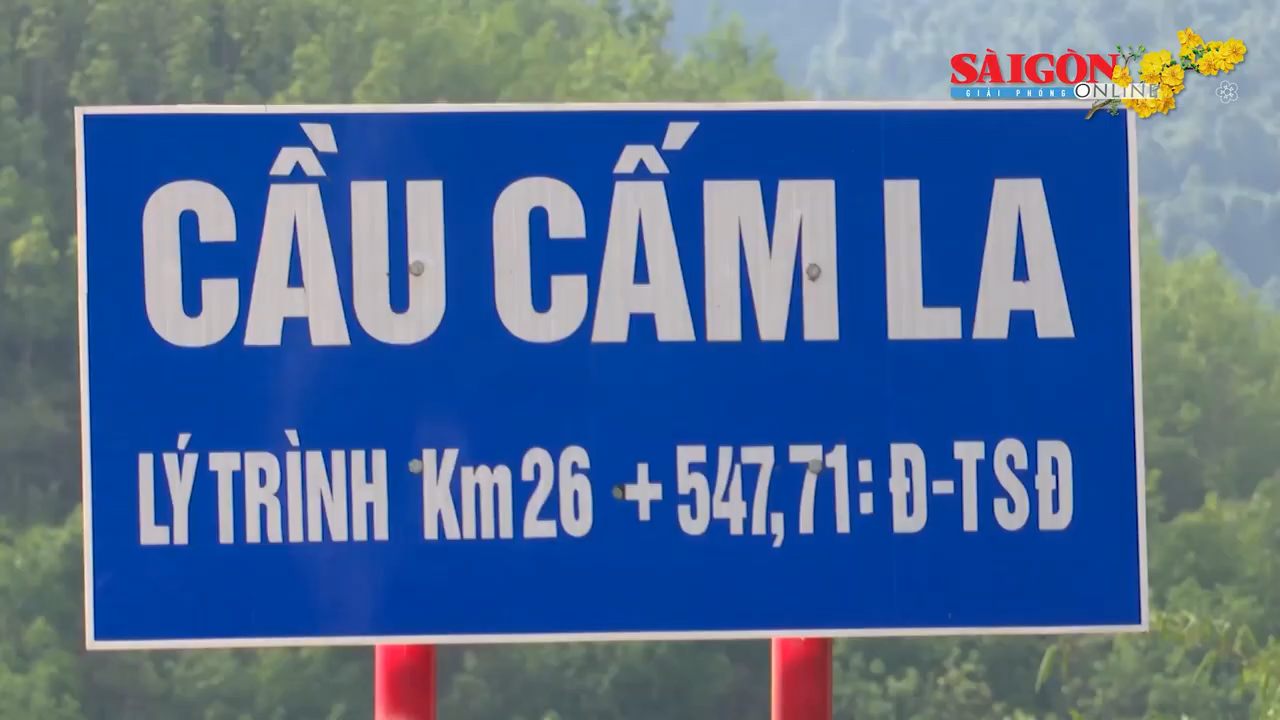 SÀIGÒN
GIẢI PHÓNG ONLINE
CẦU CẤM LA
LÝ TRÌNH Km26 + 547,71: Đ-TSĐ